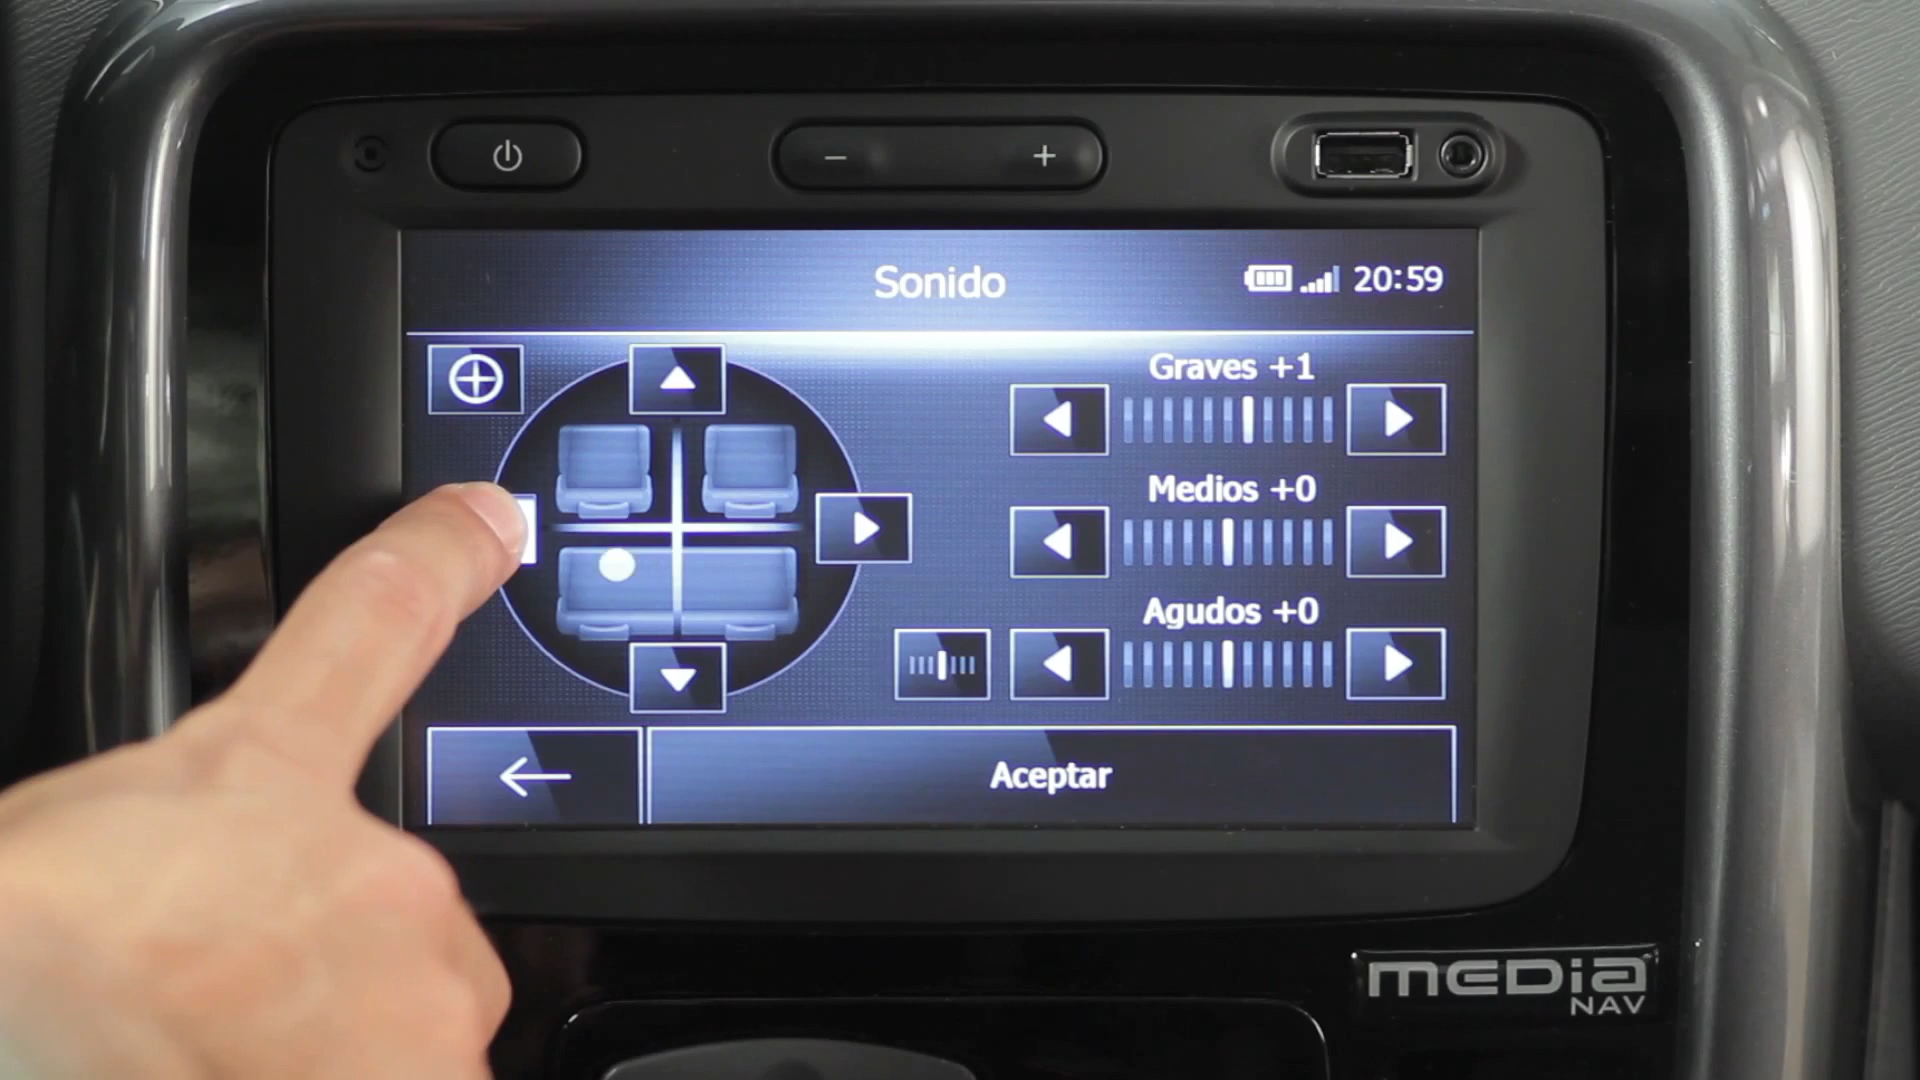 Sonido
20:59
Graves +1
Medios +0
Agudos +0
Aceptar
MEDIA
NAV